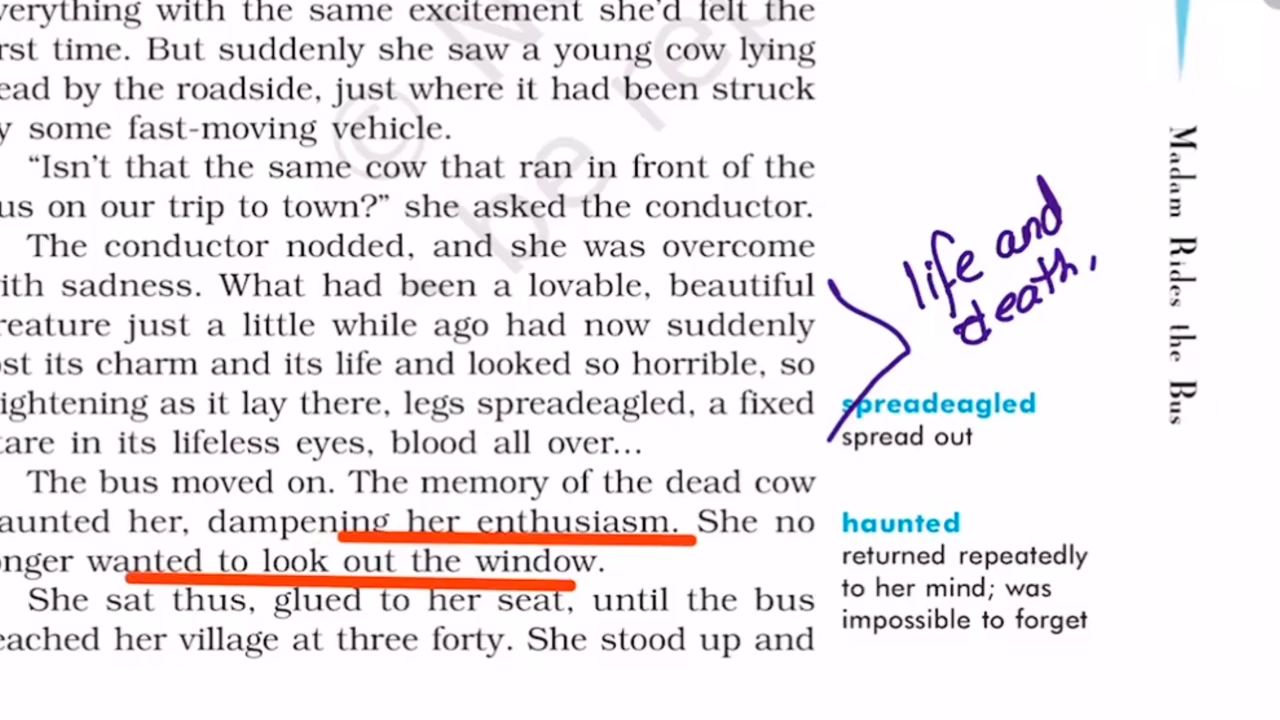 verything with the same excitement she'd felt the
rst time. But suddenly she saw a young cow lying
ead by the roadside, just where it had been struck
y some fast-moving vehicle.
"Isn't that the same cow that ran in front of the
us on our trip to town?" she asked the conductor.
The conductor nodded, and she was overcome
ith sadness. What had been a lovable, beautiful
reature just a little while ago had now suddenly
ost its charm and its life and looked so horrible, so
ightening as it lay there, legs spreadeagled, a fixed
tare in its lifeless eyes, blood all over...
The bus moved on. The memory of the dead cow
aunted her, dampening her enthusiasm. She no
onger wanted to look out the window.
She sat thus, glued to her seat, until the bus
eached her village at three forty. She stood up and
life and
death,
spreadeagled
spread out
haunted
returned repeatedly
to her mind; was
impossible to forget
Madam Rides the Bus
© N
be re